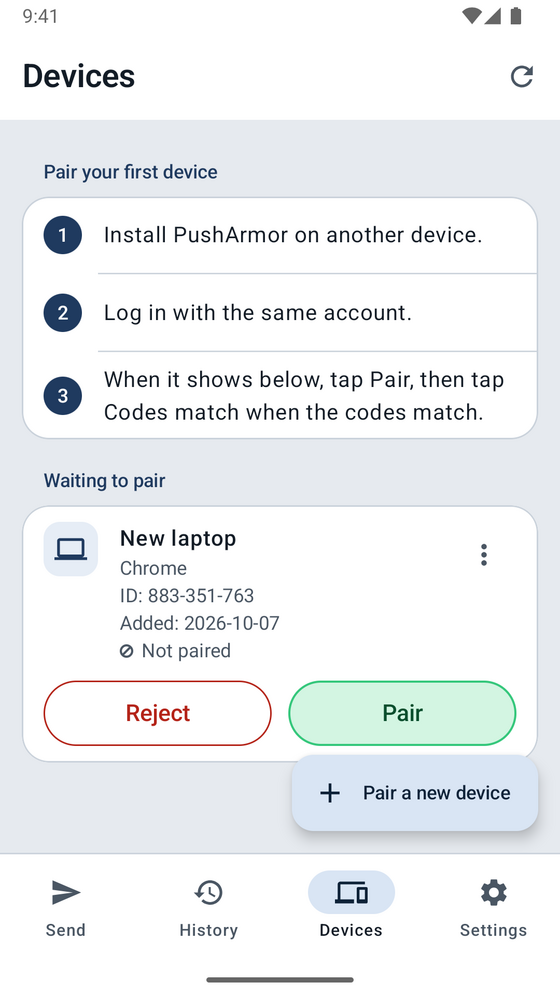 9:41
Devices
Pair your first device
1
Install PushArmor on another device.
2
Log in with the same account.
3
When it shows below, tap Pair, then tap
Codes match when the codes match.
Waiting to pair
New laptop
Chrome
ID: 883-351-763
Added: 2026-10-07
Not paired
Reject
Pair
Pair a new device
Send
History
Devices
Settings